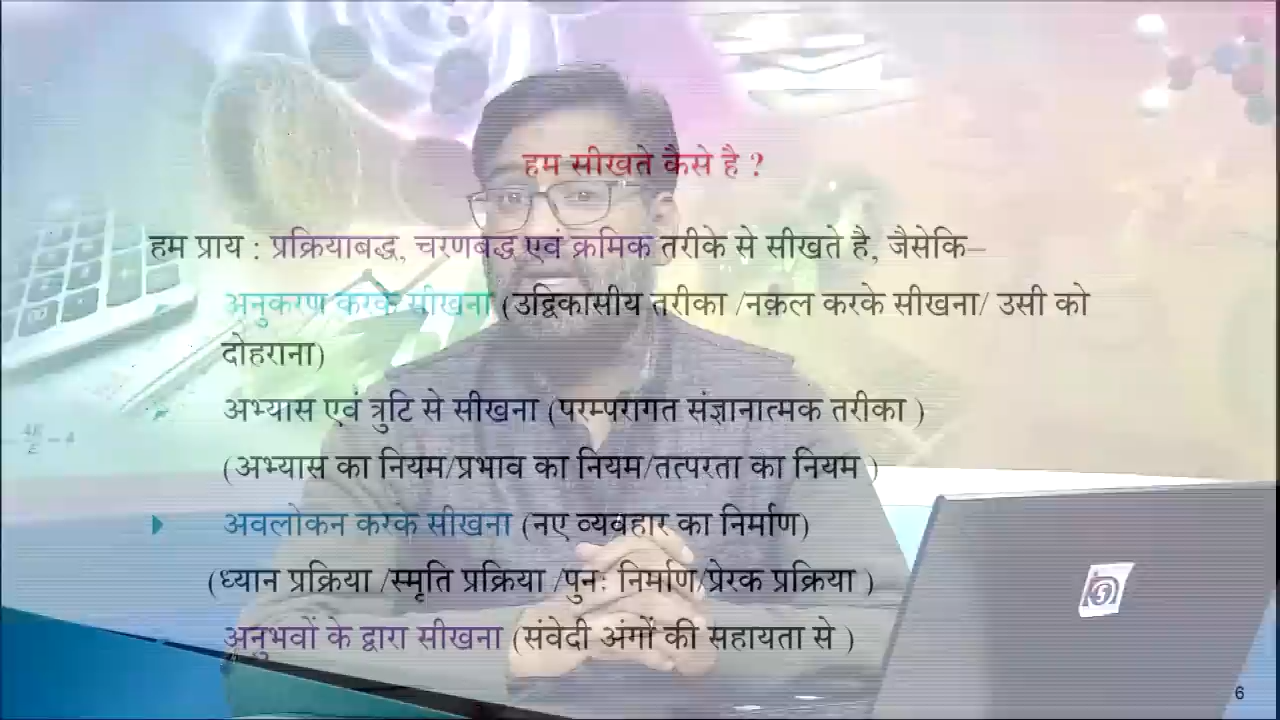 हम सीखते कैसे है ?
हम प्राय : प्रक्रियाबद्ध, चरणबद्ध एवं क्रमिक तरीके से सीखते है, जैसेकि–
अनुकरण करके सीखना (उद्विकासीय तरीका /नक़ल करके सीखना/ उसी को
दोहराना)
अभ्यास एवं त्रुटि से सीखना (परम्परागत संज्ञानात्मक तरीका )
(अभ्यास का नियम/प्रभाव का नियम/तत्परता का नियम )
अवलोकन करके सीखना (नए व्यवहार का निर्माण)
(ध्यान प्रक्रिया /स्मृति प्रक्रिया /पुनः निर्माण/प्रेरक प्रक्रिया )
अनुभवों के द्वारा सीखना (संवेदी अंगों की सहायता से )
6